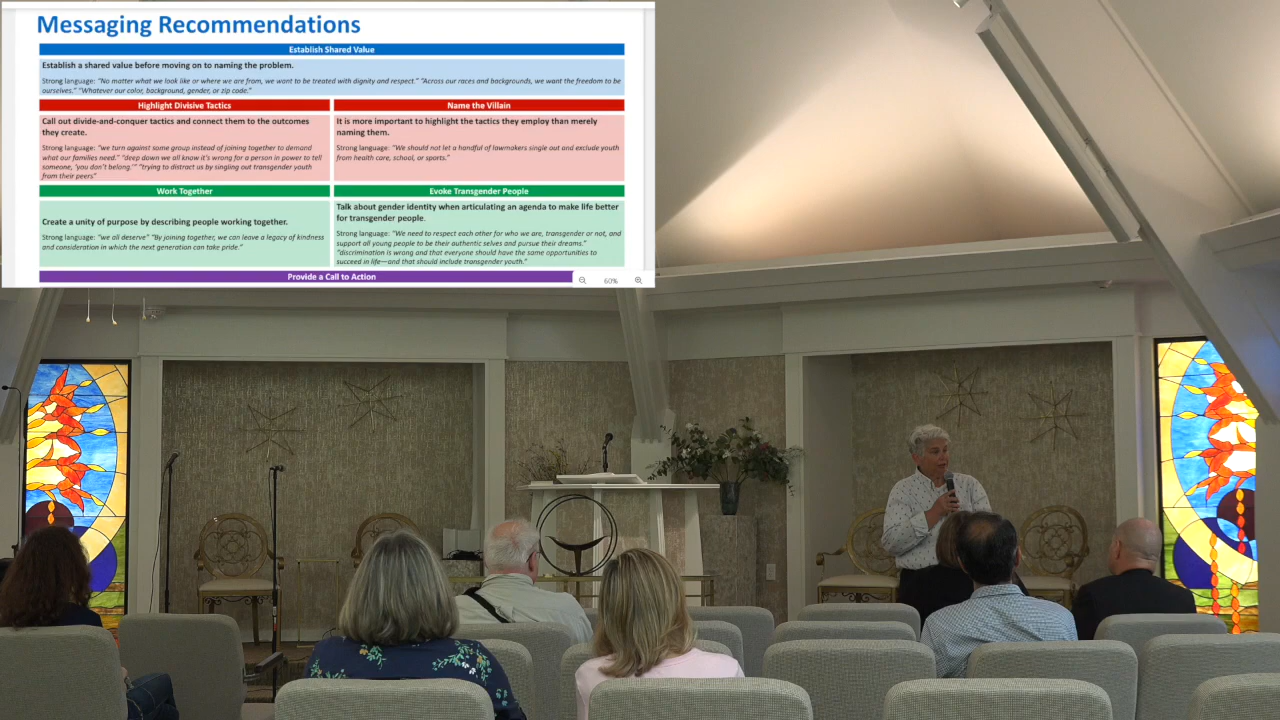 Messaging Recommendations
Establish Shared Value
Establish a shared value before moving on to naming the problem.
Strong language: "No matter what we look like or where we are from, we want to be treated with dignity and respect." "Across our races and backgrounds, we want the freedom to be
ourselves." "Whatever our color, background, gender, or zip code."
Highlight Divisive Tactics
Call out divide-and-conquer tactics and connect them to the outcomes
they create.
Strong language: "we turn against some group instead of joining together to demand
what our families need." "deep down we all know it's wrong for a person in power to tell
someone, 'you don't belong.'" "trying to distract us by singling out transgender youth
from their peers"
Name the Villain
It is more important to highlight the tactics they employ than merely
naming them.
Strong language: "We should not let a handful of lawmakers single out and exclude youth
from health care, school, or sports."
Work Together
Create a unity of purpose by describing people working together.
Strong language: "we all deserve" "By joining together, we can leave a legacy of kindness
and consideration in which the next generation can take pride."
Evoke Transgender People
Talk about gender identity when articulating an agenda to make life better
for transgender people.
Strong language: "We need to respect each other for who we are, transgender or not, and
support all young people to be their authentic selves and pursue their dreams."
"discrimination is wrong and that everyone should have the same opportunities to
succeed in life—and that should include transgender youth."
Provide a Call to Action
60%